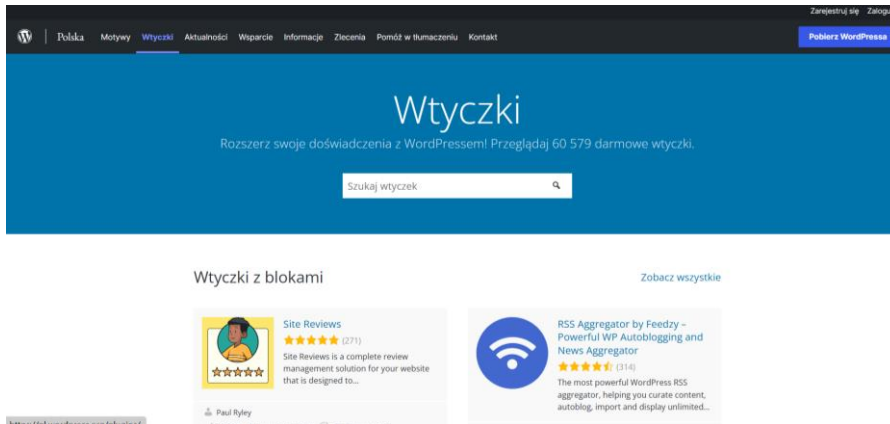 Zarejestruj się Zalogu
Polska Motywy Wtyczki Aktualności Wsparcie Informacje Zlecenia Pomóż w tłumaczeniu Kontakt Pobierz WordPressa
Wtyczki
Rozszerz swoje doświadczenia z WordPressem! Przeglądaj 60 579 darmowe wtyczki.
Szukaj wtyczek
Wtyczki z blokami
Zobacz wszystkie
Site Reviews
(271)
Site Reviews is a complete review
management solution for your website
that is designed to...
Paul Ryley
RSS Aggregator by Feedzy –
Powerful WP Autoblogging and
News Aggregator
(314)
The most powerful WordPress RSS
aggregator, helping you curate content,
autoblog, import and display unlimited...